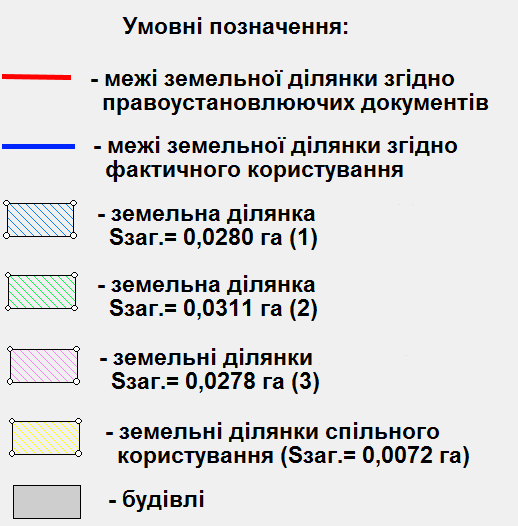 Умовні позначення:
- межі земельної ділянки згідно
правоустановлюючих документів
- межі земельної ділянки згідно
фактичного користування
- земельна ділянка
Sзаг.= 0,0280 га (1)
- земельна ділянка
Sзаг.= 0,0311 га (2)
- земельні ділянки
Sзаг.= 0,0278 га (3)
- земельні ділянки спільного
користування (Sзаг.= 0,0072 га)
- будівлі